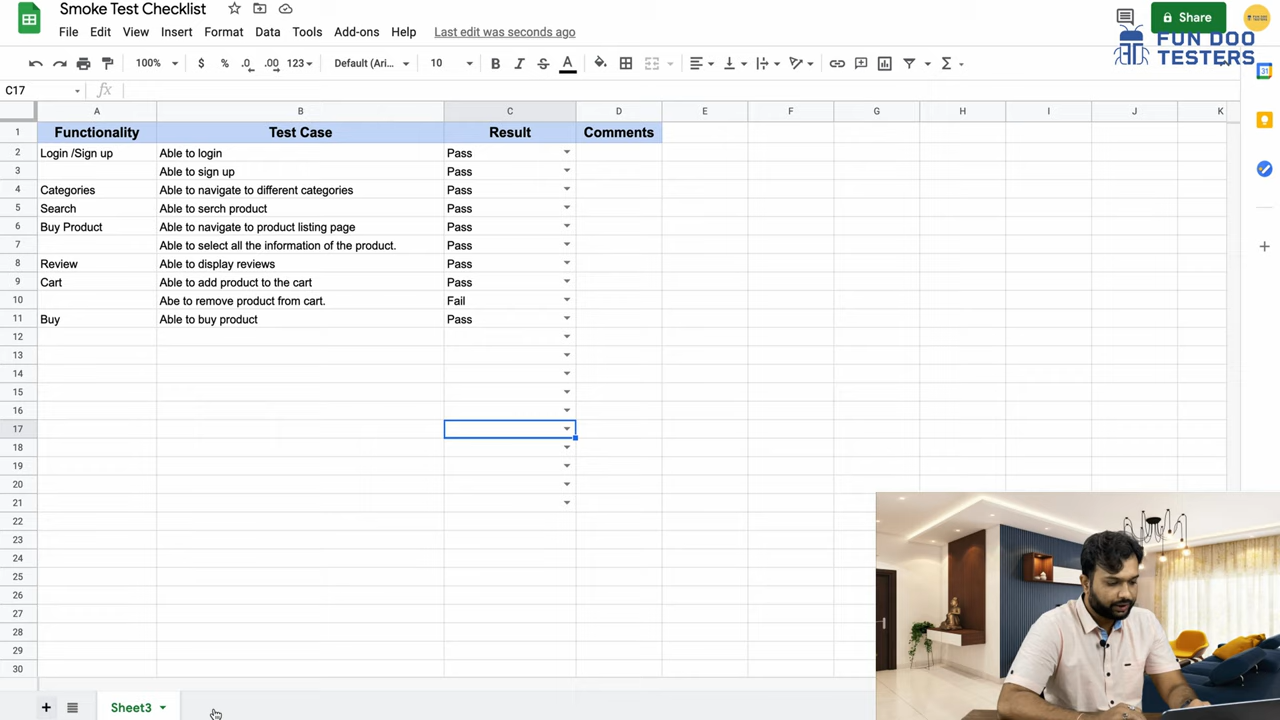 Smoke Test Checklist
Share
File Edit View Insert Format Data Tools Add-ons Help Last edit was seconds ago
FUN DOO
TESTERS
100% $ % .0 .00 123 Default (Ari... 10 B I S A Σ
31
C17 fx
A B C D E F G H I J K
1 Functionality Test Case Result Comments
2 Login /Sign up Able to login Pass
3 Able to sign up Pass
4 Categories Able to navigate to different categories Pass
5 Search Able to serch product Pass
6 Buy Product Able to navigate to product listing page Pass
7 Able to select all the information of the product. Pass
8 Review Able to display reviews Pass
9 Cart Able to add product to the cart Pass
10 Abe to remove product from cart. Fail
11 Buy Able to buy product Pass
12
13
14
15
16
17
18
19
20
21
22
23
24
25
26
27
28
29
30
Sheet3